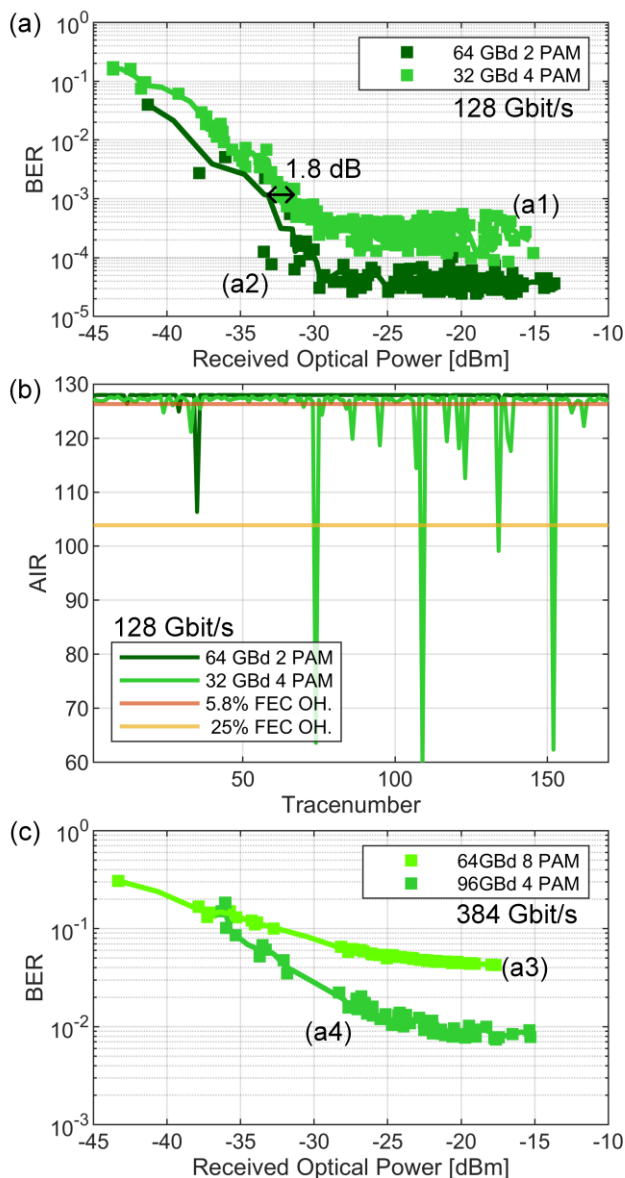 (a)
10^0
10^-1
10^-2
10^-3
10^-4
10^-5
BER
64 GBd 2 PAM
32 GBd 4 PAM
128 Gbit/s
1.8 dB
(a1)
(a2)
-45 -40 -35 -30 -25 -20 -15 -10
Received Optical Power [dBm]
(b)
130
120
110
100
90
80
70
60
AIR
128 Gbit/s
64 GBd 2 PAM
32 GBd 4 PAM
5.8% FEC OH.
25% FEC OH.
50 100 150
Tracenumber
(c)
10^0
10^-1
10^-2
10^-3
BER
64GBd 8 PAM
96GBd 4 PAM
384 Gbit/s
(a3)
(a4)
-45 -40 -35 -30 -25 -20 -15 -10
Received Optical Power [dBm]